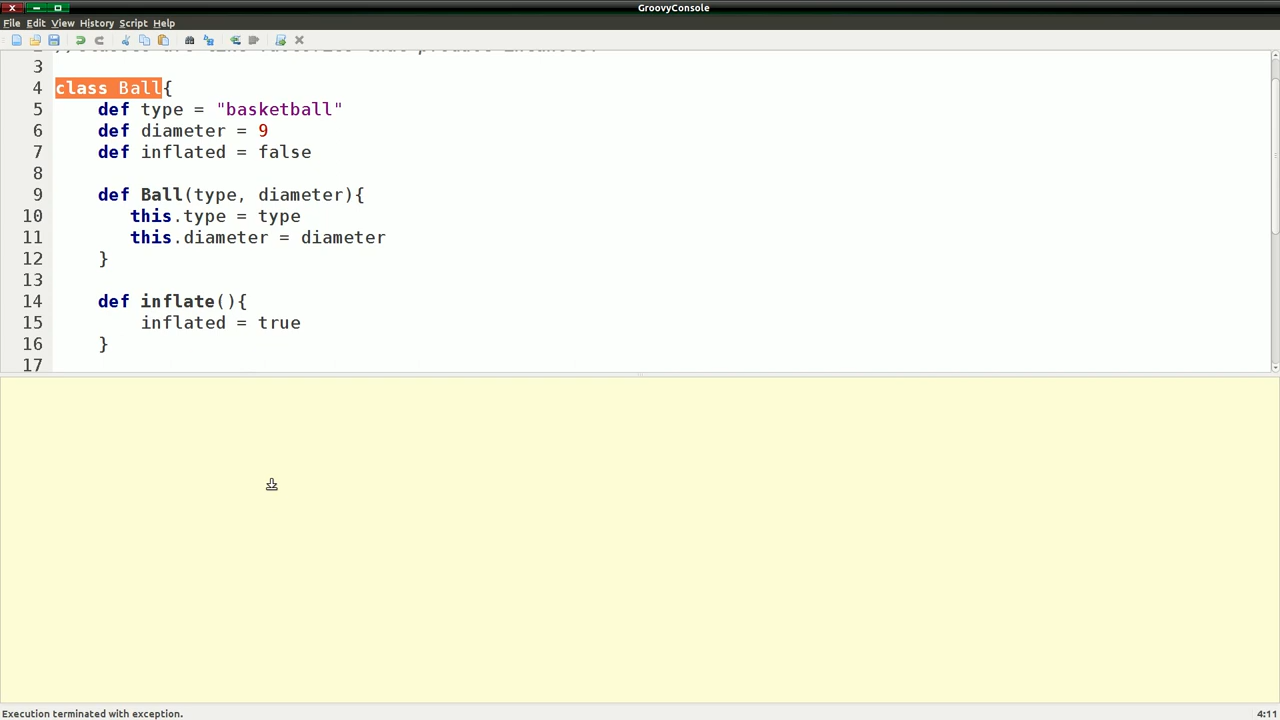 GroovyConsole
File Edit View History Script Help
3
4 class Ball{
5 def type = "basketball"
6 def diameter = 9
7 def inflated = false
8
9 def Ball(type, diameter){
10 this.type = type
11 this.diameter = diameter
12 }
13
14 def inflate(){
15 inflated = true
16 }
17
Execution terminated with exception. 4:11